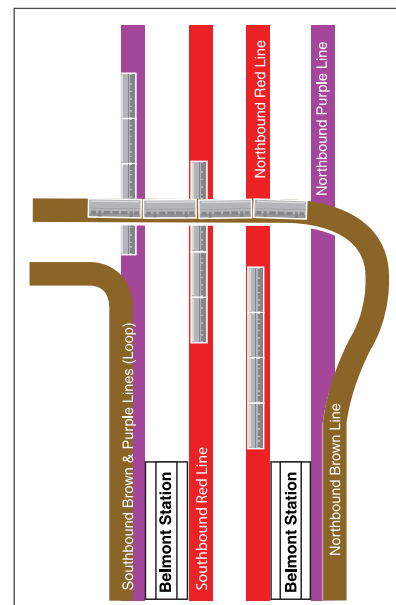 Southbound Brown & Purple Lines (Loop)
Belmont Station
Southbound Red Line
Northbound Red Line
Belmont Station
Northbound Purple Line
Northbound Brown Line